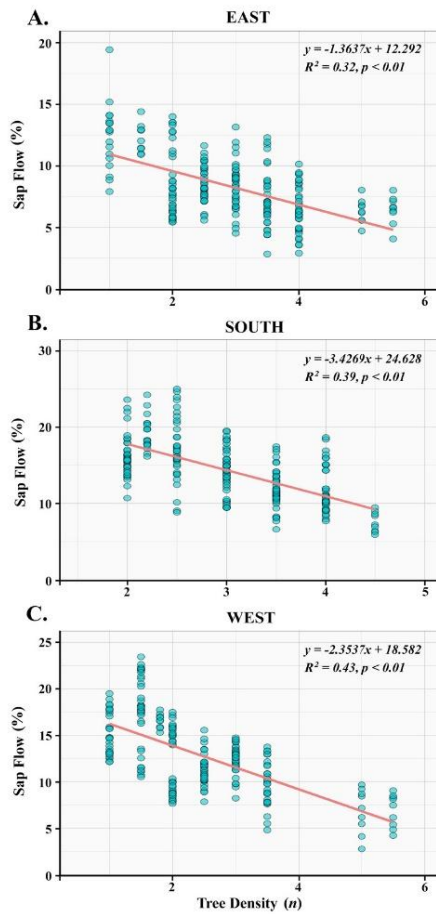 A.
EAST
y = -1.3637x + 12.292
R² = 0.32, p < 0.01
Sap Flow (%)
20
15
10
5
0
2
4
6
B.
SOUTH
y = -3.4269x + 24.628
R² = 0.39, p < 0.01
Sap Flow (%)
30
20
10
0
2
3
4
5
C.
WEST
y = -2.3537x + 18.582
R² = 0.43, p < 0.01
Sap Flow (%)
25
20
15
10
5
0
2
4
6
Tree Density (n)